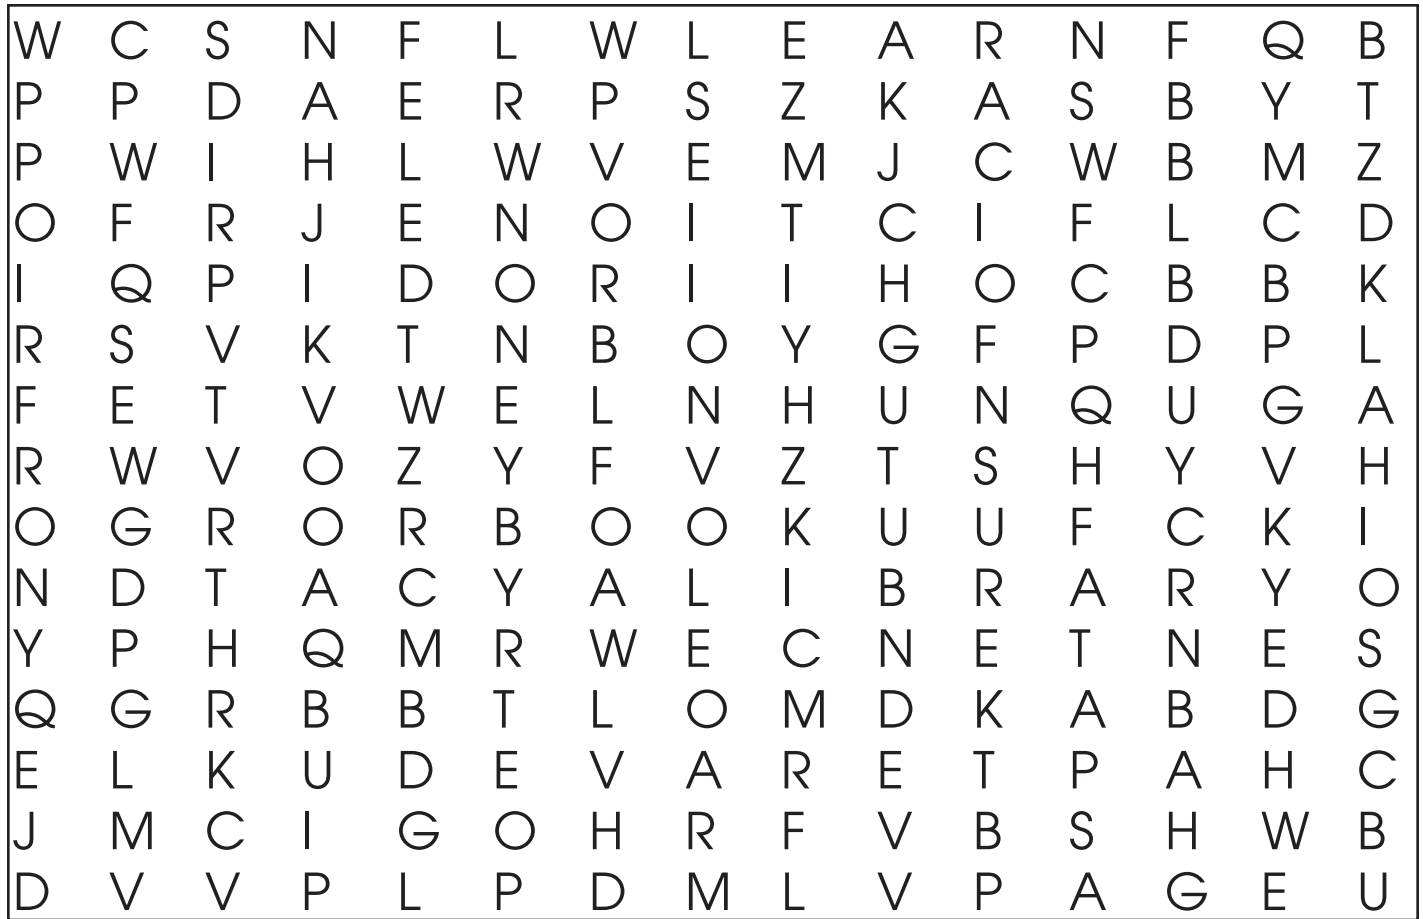 W C S N F L W L E A R N F Q B
P P D A E R P S Z K A S B Y T
P W I H L W V E M J C W B M Z
O F R J E N O I T C I F L C D
I Q P I D O R I I H O C B B K
R S V K T N B O Y G F P D P L
F E T V W E L N H U N Q U G A
R W V O Z Y F V Z T S H Y V H
O G R O R B O O K U U F C K I
N D T A C Y A L I B R A R Y O
Y P H Q M R W E C N E T N E S
Q G R B B T L O M D K A B D G
E L K U D E V A R E T P A H C
J M C I G O H R F V B S H W B
D V V P L P D M L V P A G E U